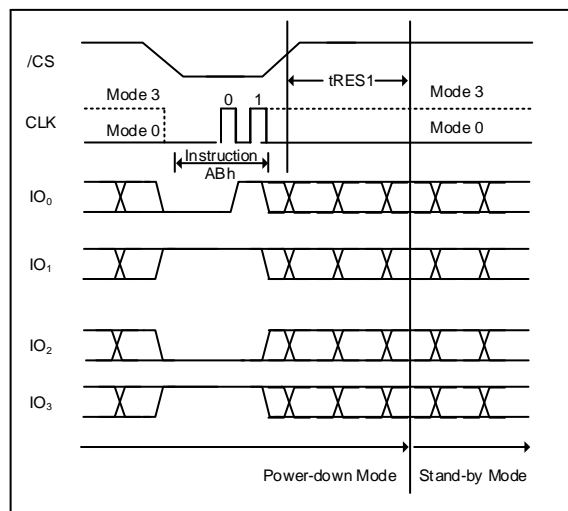 /CS
tRES1
Mode 3
0 1
Mode 3
CLK
Mode 0
Mode 0
Instruction
ABh
IO0
IO1
IO2
IO3
Power-down Mode
Stand-by Mode